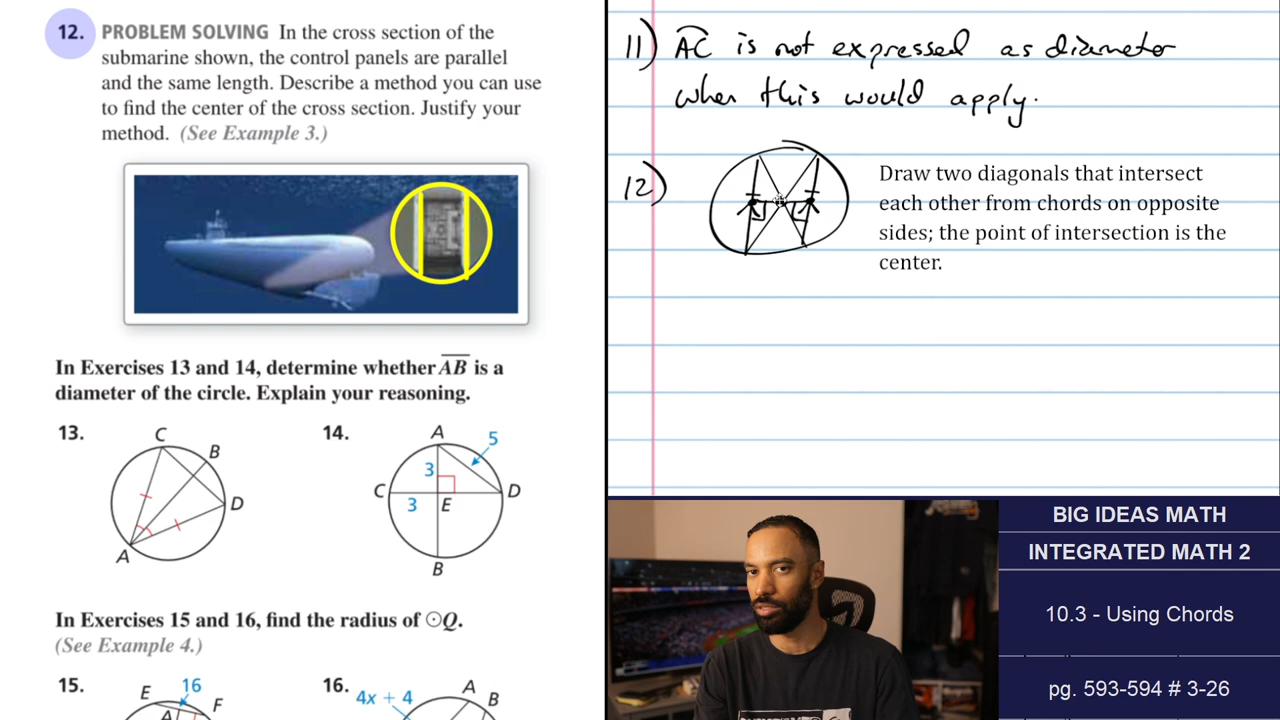 12. PROBLEM SOLVING In the cross section of the
submarine shown, the control panels are parallel
and the same length. Describe a method you can use
to find the center of the cross section. Justify your
method. (See Example 3.)
In Exercises 13 and 14, determine whether AB is a
diameter of the circle. Explain your reasoning.
13.
C
B
D
A
14.
A
5
3
C
D
3
E
B
In Exercises 15 and 16, find the radius of ⊙Q.
(See Example 4.)
15.
E
16
F
A
16.
4x + 4
A
B
11) AC is not expressed as diameter
when this would apply.
12)
Draw two diagonals that intersect
each other from chords on opposite
sides; the point of intersection is the
center.
BIG IDEAS MATH
INTEGRATED MATH 2
10.3 - Using Chords
pg. 593-594 # 3-26